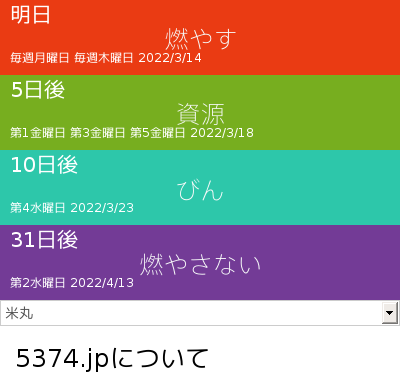 明日
燃やす
毎週月曜日 毎週木曜日 2022/3/14
5日後
資源
第1金曜日 第3金曜日 第5金曜日 2022/3/18
10日後
びん
第4水曜日 2022/3/23
31日後
燃やさない
第2水曜日 2022/4/13
米丸
5374.jpについて